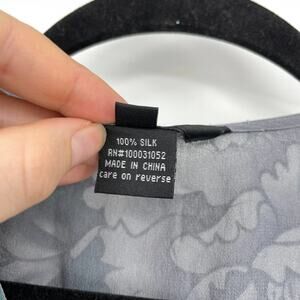 100% SILK
RN#100031052
MADE IN CHINA
care on reverse